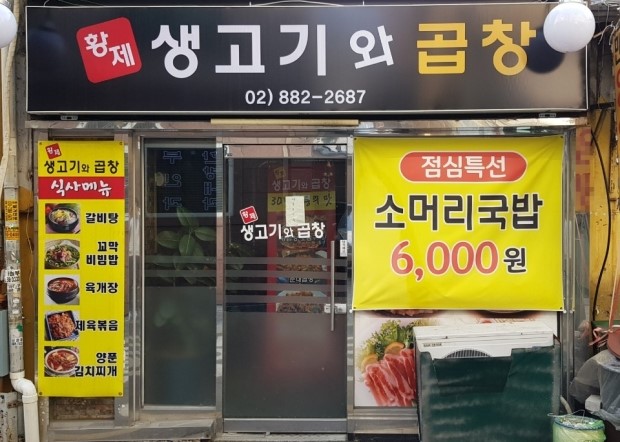 황제
생고기와 곱창
02) 882-2687
황제
생고기와 곱창
식사메뉴
갈비탕
꼬막
비빔밥
육개장
제육볶음
양푼
김치찌개
황제
생고기와 곱창
점심특선
소머리국밥
6,000원